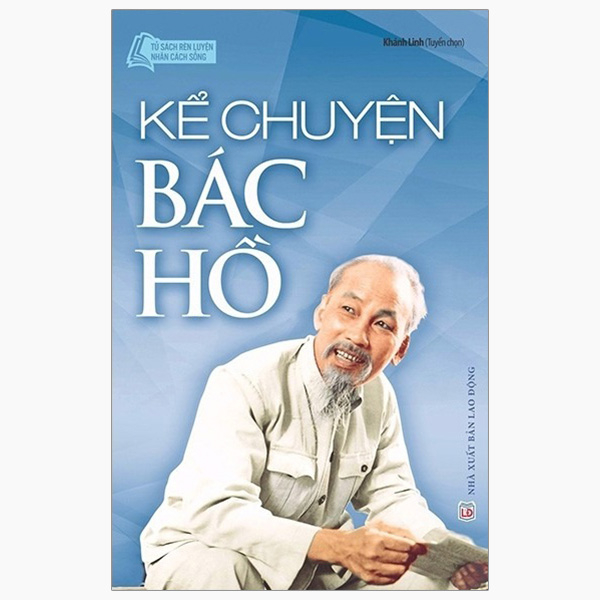 TỦ SÁCH RÈN LUYỆN
NHÂN CÁCH SỐNG
Khánh Linh (Tuyển chọn)
KỂ CHUYỆN
BÁC
HỒ
NHÀ XUẤT BẢN LAO ĐỘNG
LĐ